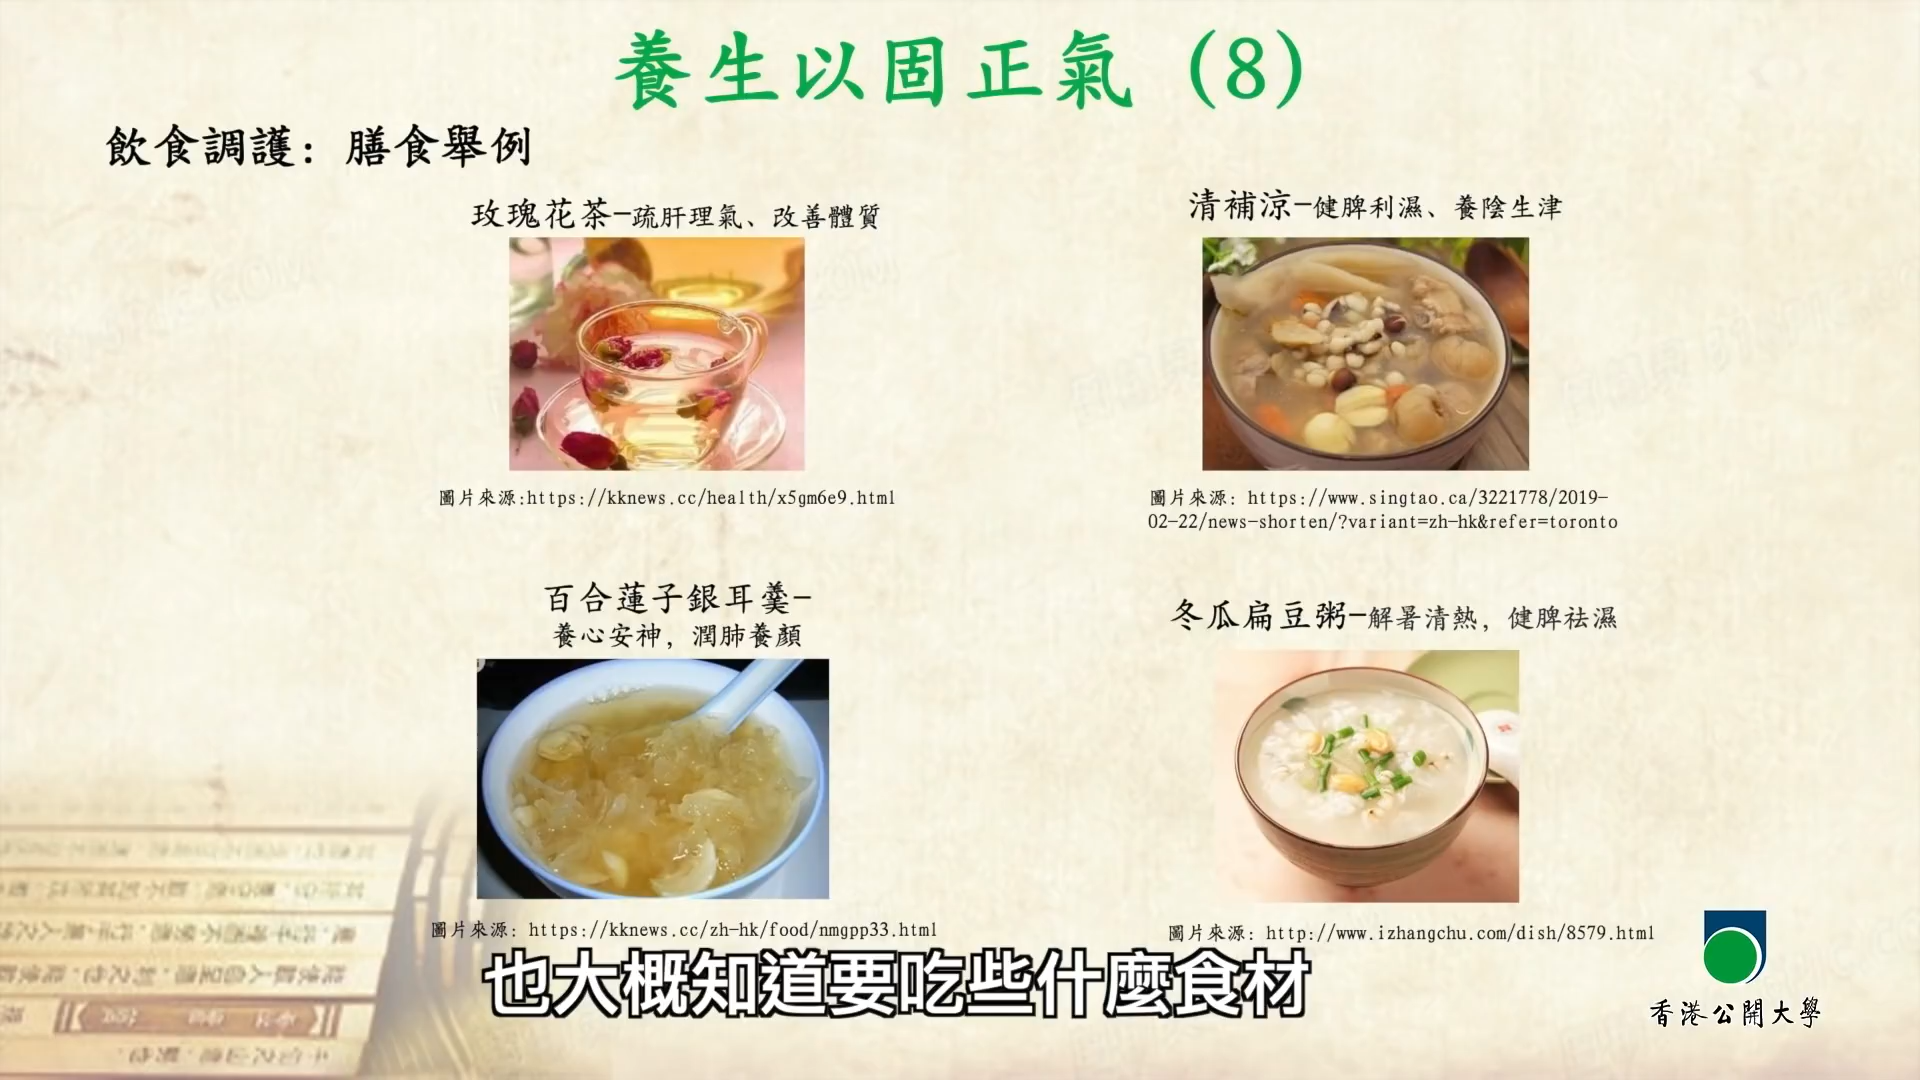 養生以固正氣（8）
飲食調護：膳食舉例
玫瑰花茶-疏肝理氣、改善體質
圖片來源:https://kknews.cc/health/x5gm6e9.html
清補涼-健脾利濕、養陰生津
圖片來源：https://www.singtao.ca/3221778/2019-
02-22/news-shorten/?variant=zh-hk&refer=toronto
百合蓮子銀耳羹-
養心安神，潤肺養顏
圖片來源：https://kknews.cc/zh-hk/food/nmgpp33.html
冬瓜扁豆粥-解暑清熱，健脾祛濕
圖片來源：http://www.izhangchu.com/dish/8579.html
也大概知道要吃些什麼食材
香港公開大學